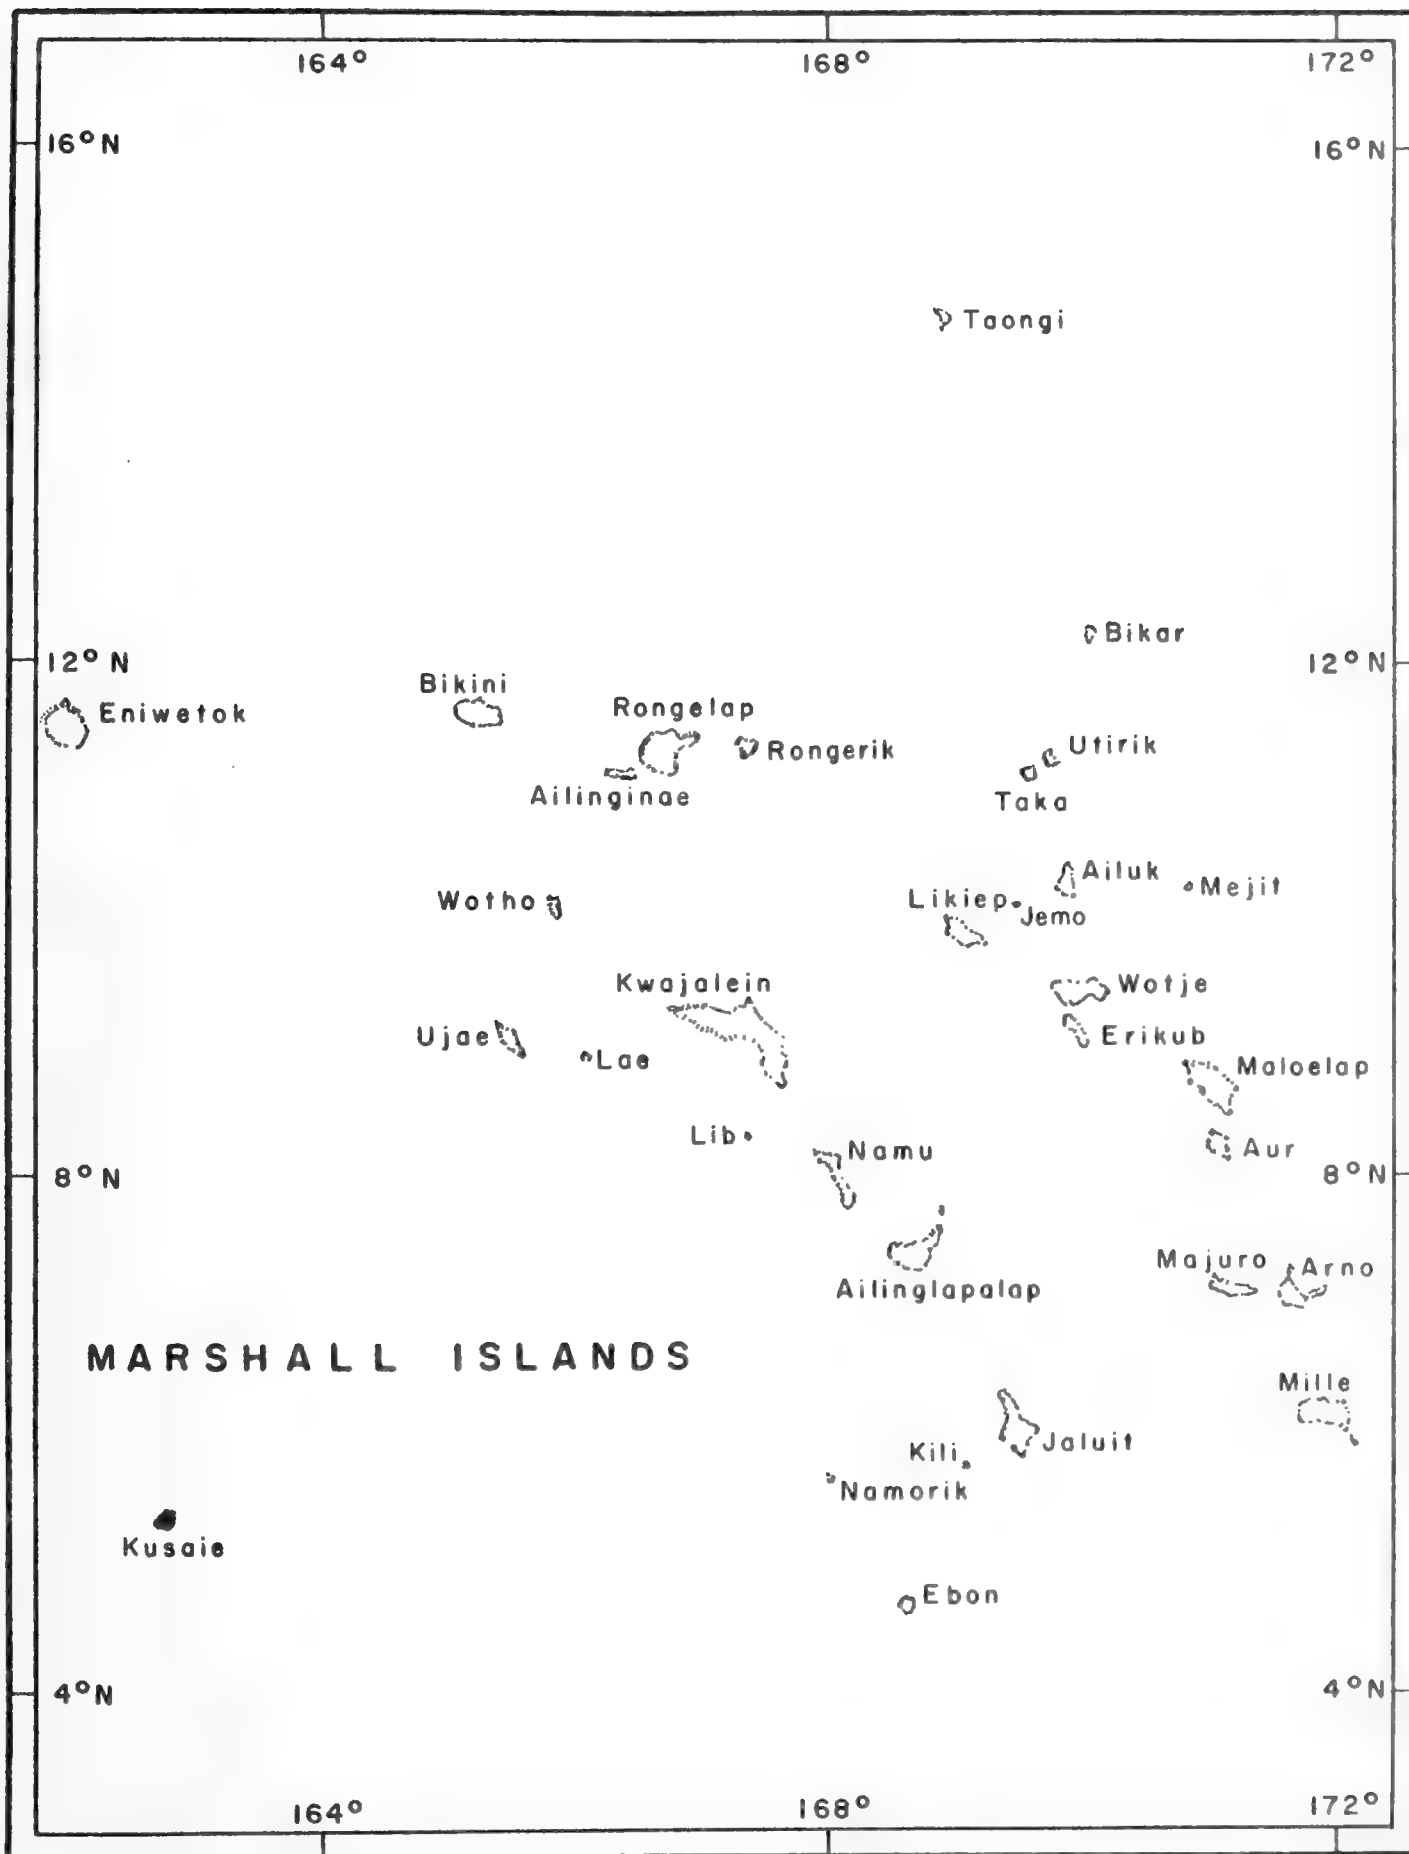 164° 168° 172°
16°N 16°N
Taongi
Bikar
12°N 12°N
Bikini
Eniwetok
Rongelap
Rongerik
Utirik
Ailinginae
Taka
Ailuk
Mejit
Wotho
Likiep
Jemo
Kwajalein
Wotje
Ujae
Erikub
Lae
Maloelap
Lib
Namu
Aur
8°N 8°N
Majuro
Arno
Ailinglapalap
MARSHALL ISLANDS
Mille
Jaluit
Kili
Namorik
Kusaie
Ebon
4°N 4°N
164° 168° 172°